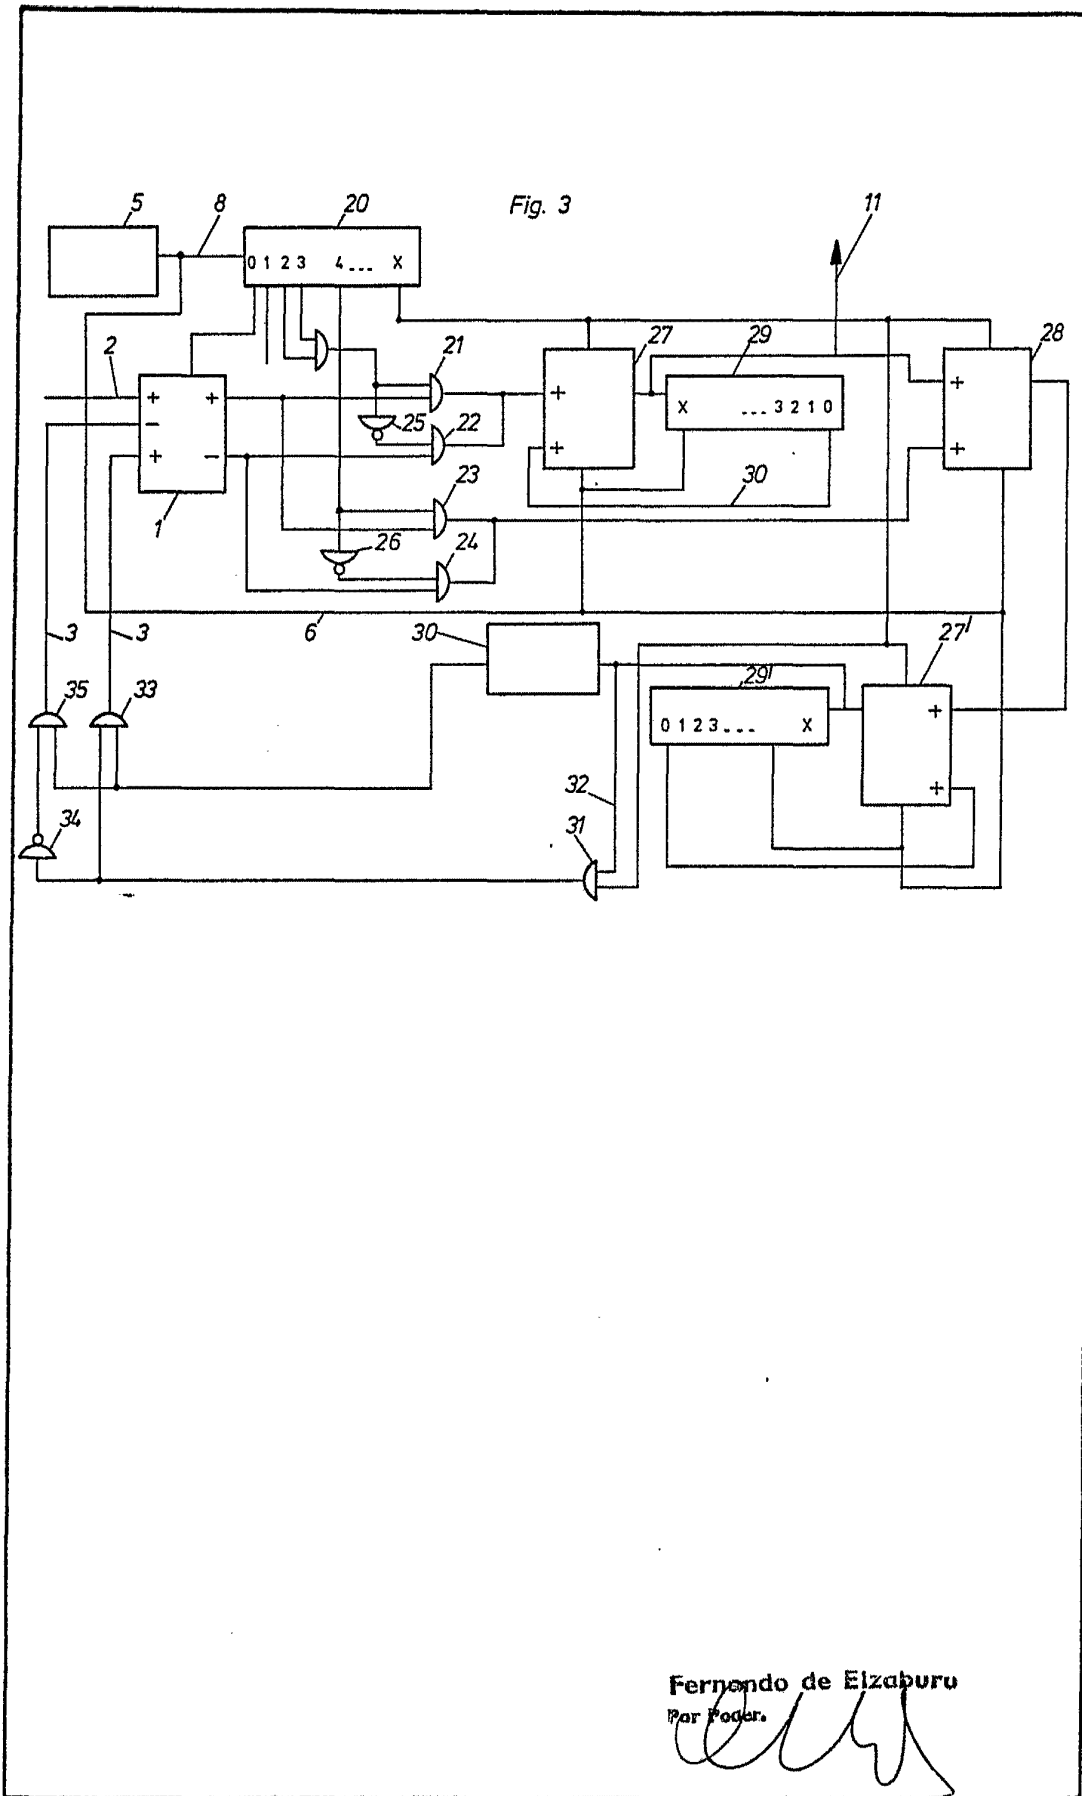 5 8 20 Fig. 3 11
0 1 2 3 4 ... X
2 21 27 29 28
+ + + X ... 3 2 1 0 +
- 25 22
+ - + +
23 30
1 26 24
3 3 6 30 27'
35 33 29'
0 1 2 3 ... X +
32 +
34 31
Fernando de Elzaburu
Por Poder.